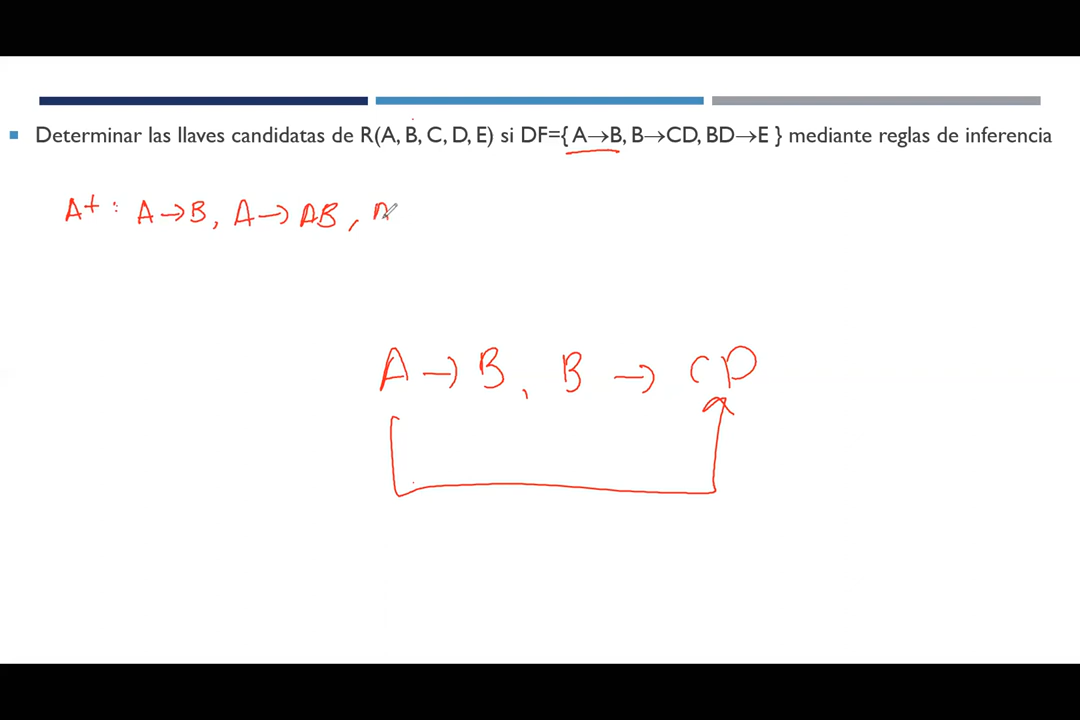 Determinar las llaves candidatas de R(A, B, C, D, E) si DF={ A→B, B→CD, BD→E } mediante reglas de inferencia
A+ : A→B, A→AB,
A→B, B→CD